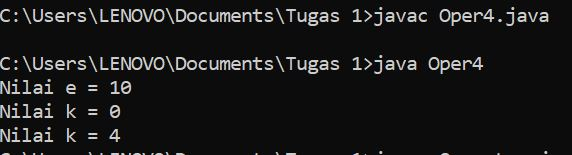 C:\Users\LENOVO\Documents\Tugas 1>javac Oper4.java
C:\Users\LENOVO\Documents\Tugas 1>java Oper4
Nilai e = 10
Nilai k = 0
Nilai k = 4